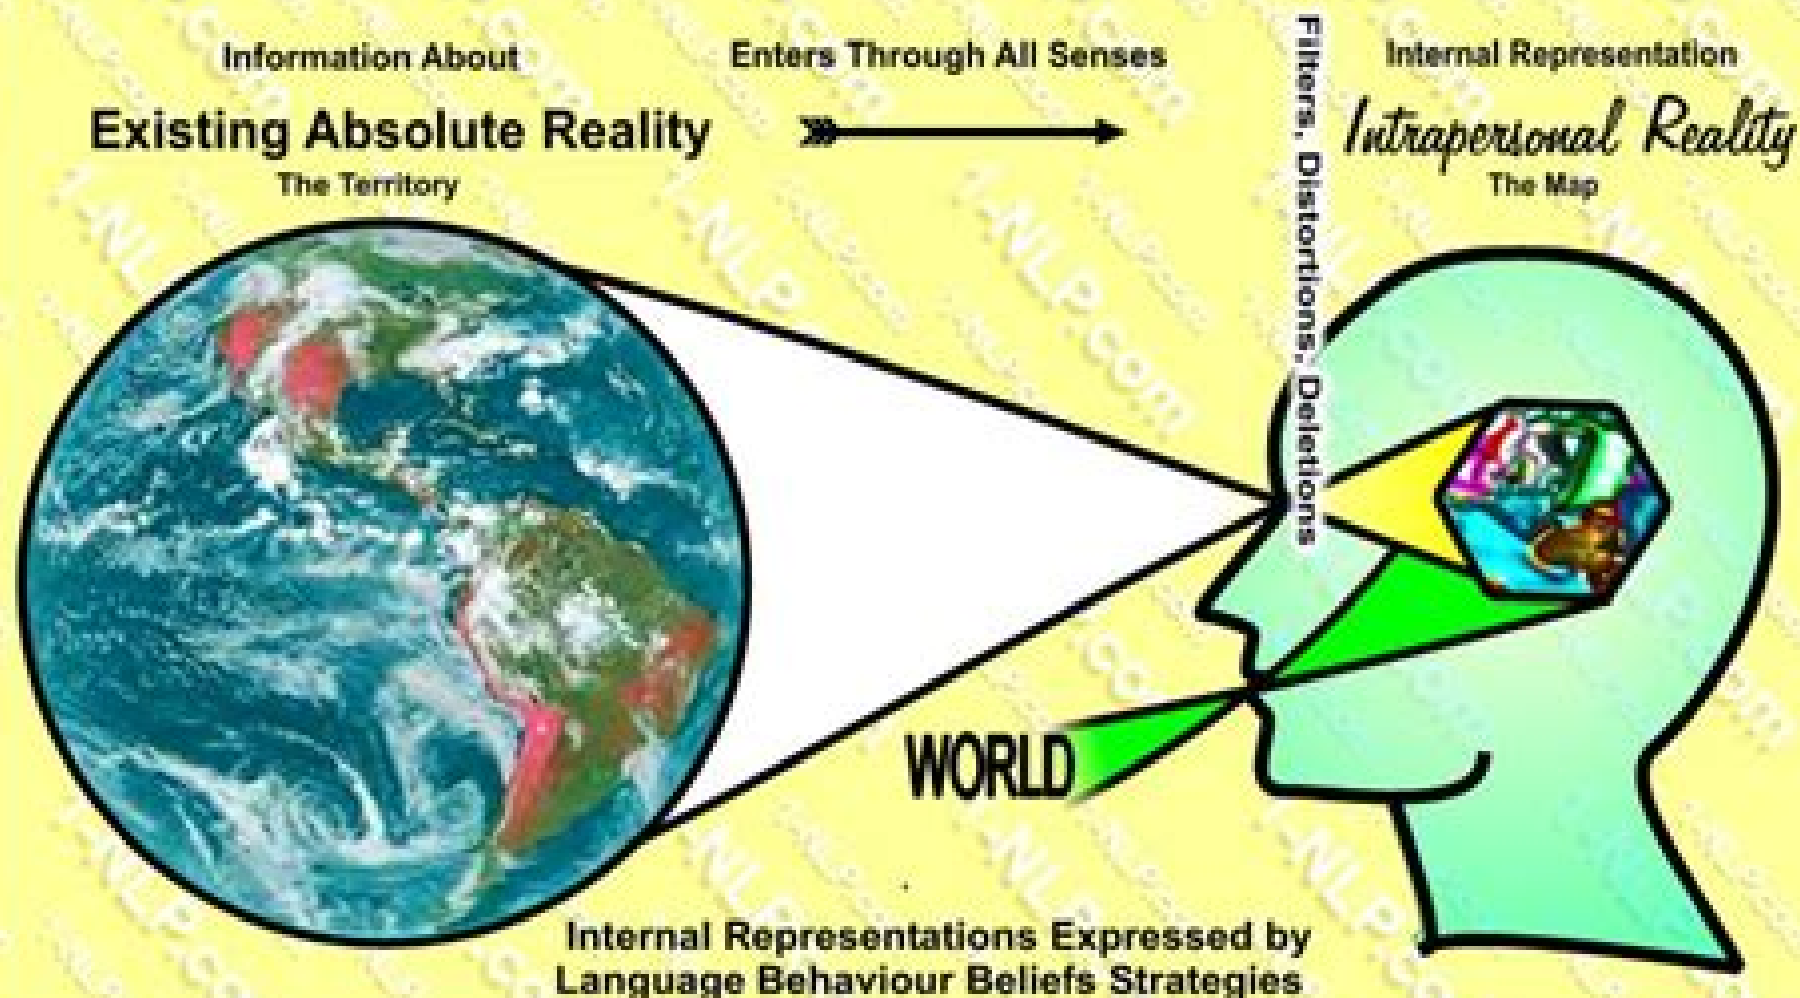 Information About
Existing Absolute Reality
The Territory
Enters Through All Senses
Filters, Distortions, Deletions
Internal Representation
Intrapersonal Reality
The Map
WORLD
Internal Representations Expressed by
Language Behaviour Beliefs Strategies